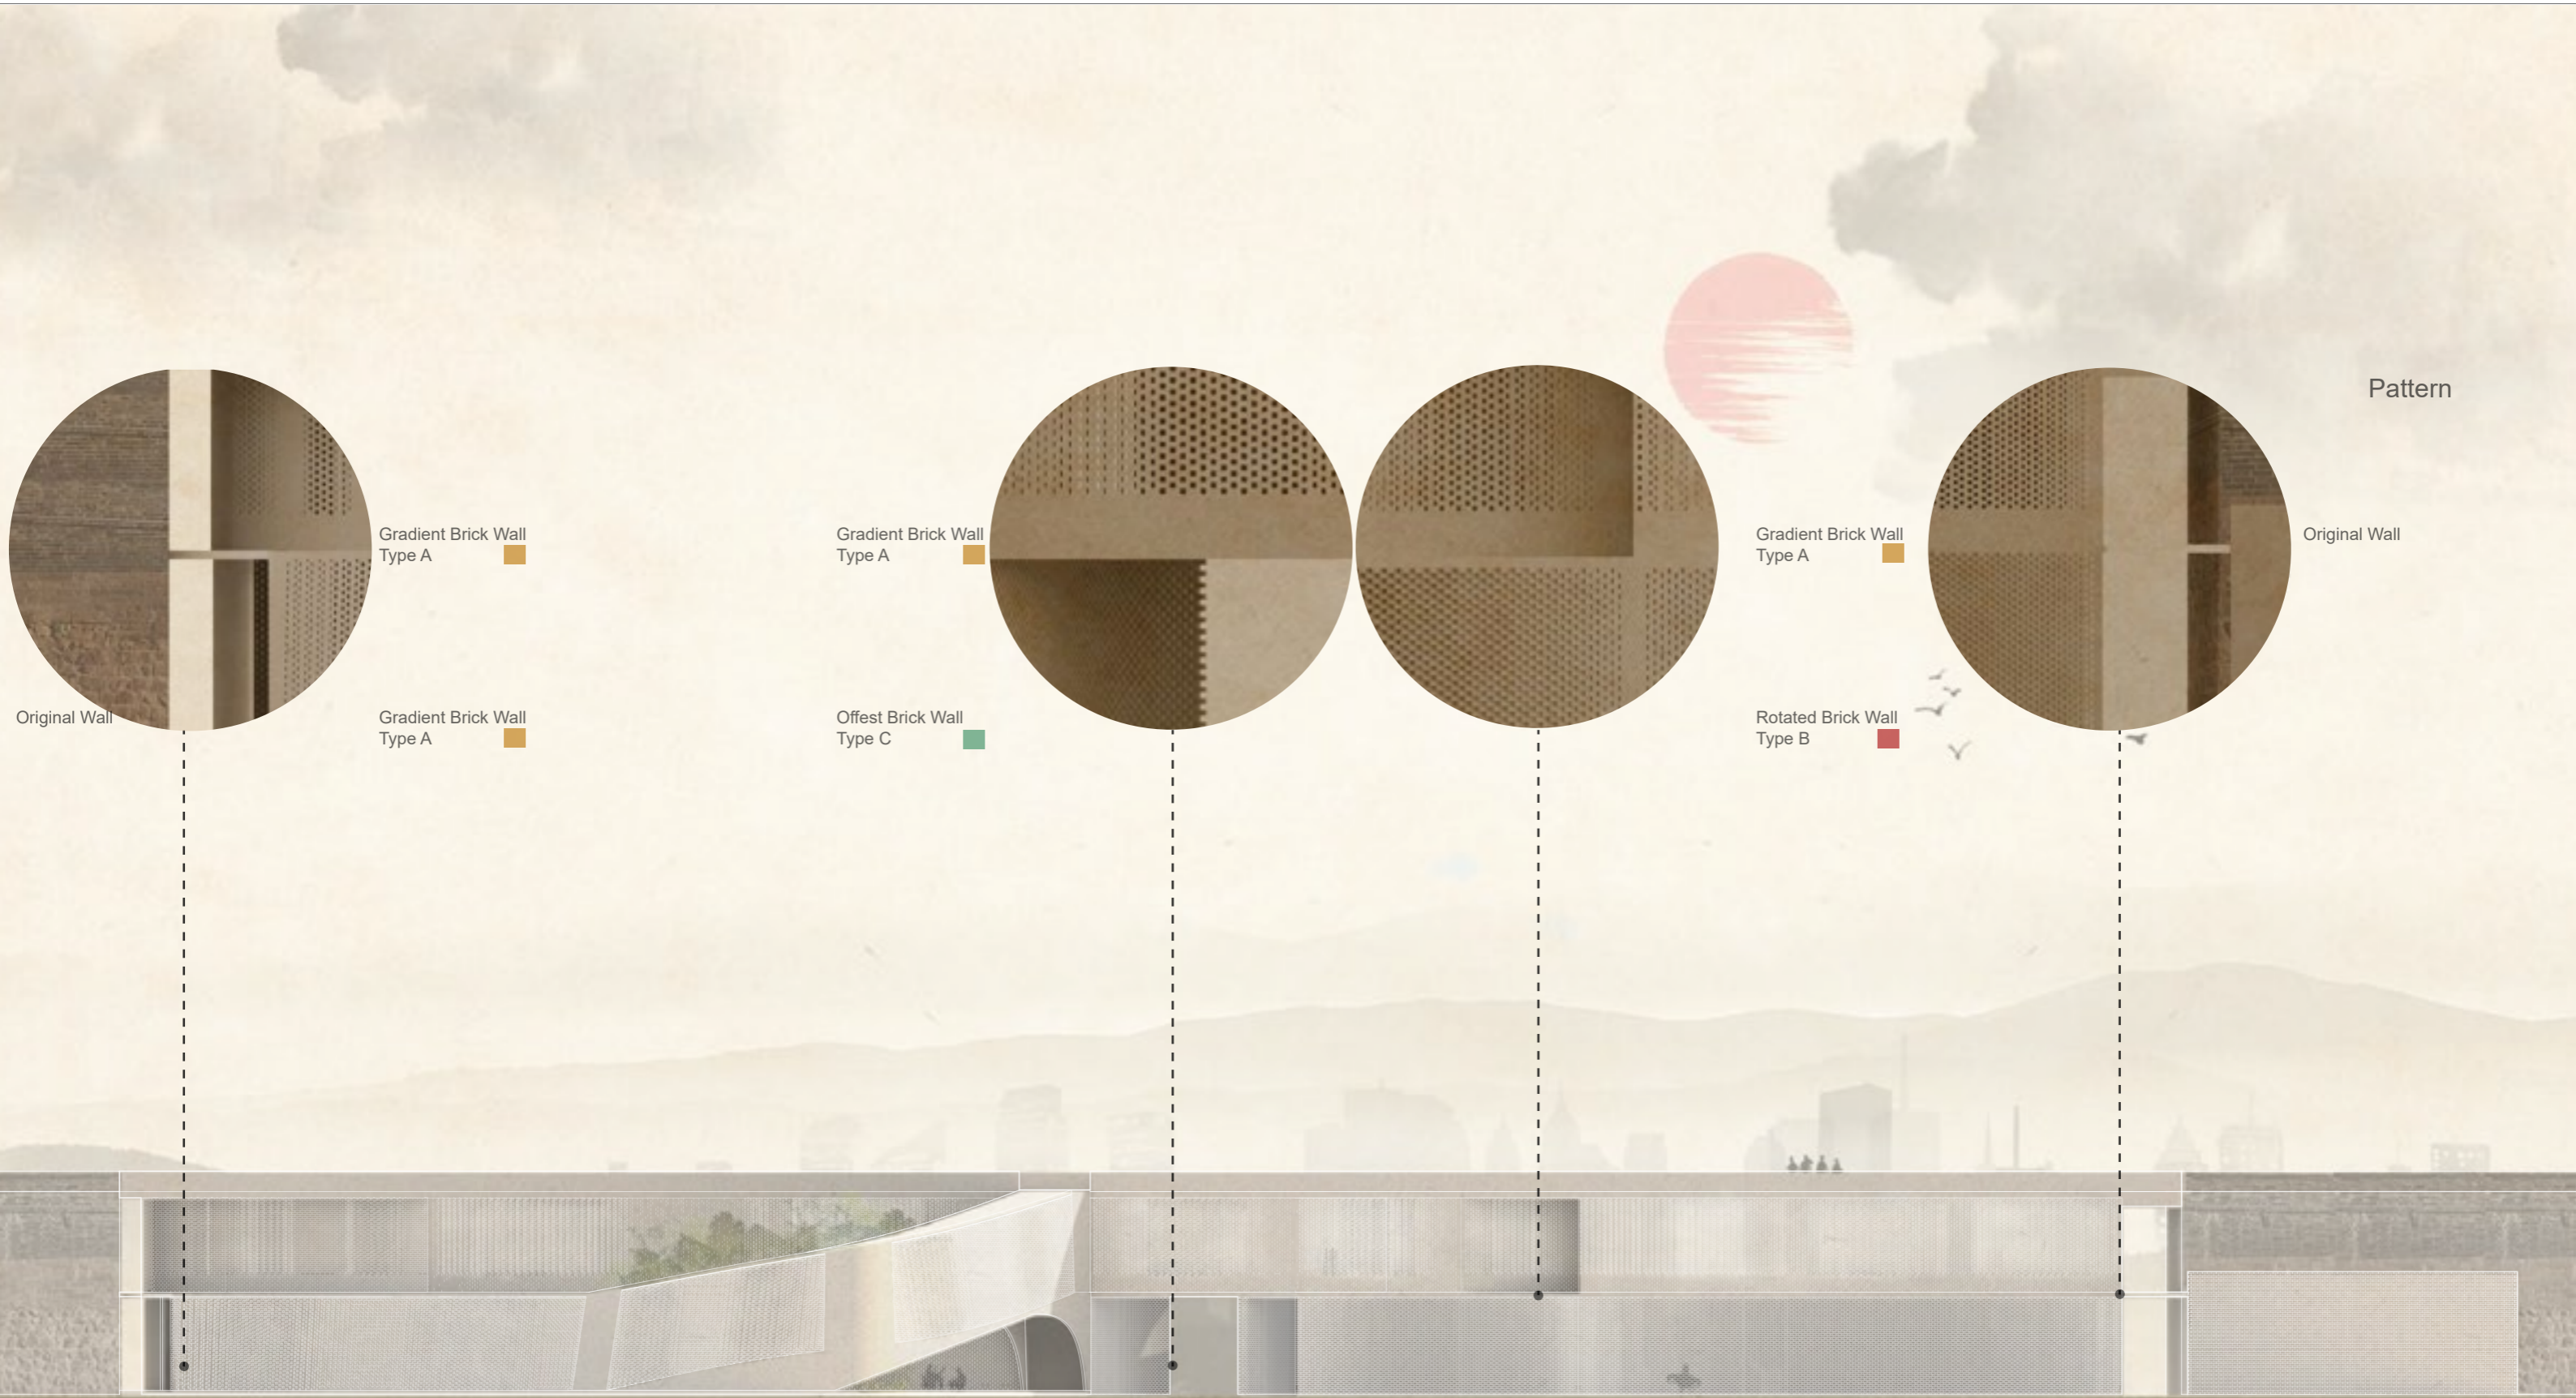 Pattern
Gradient Brick Wall
Type A
Gradient Brick Wall
Type A
Gradient Brick Wall
Type A
Original Wall
Original Wall
Gradient Brick Wall
Type A
Offest Brick Wall
Type C
Rotated Brick Wall
Type B